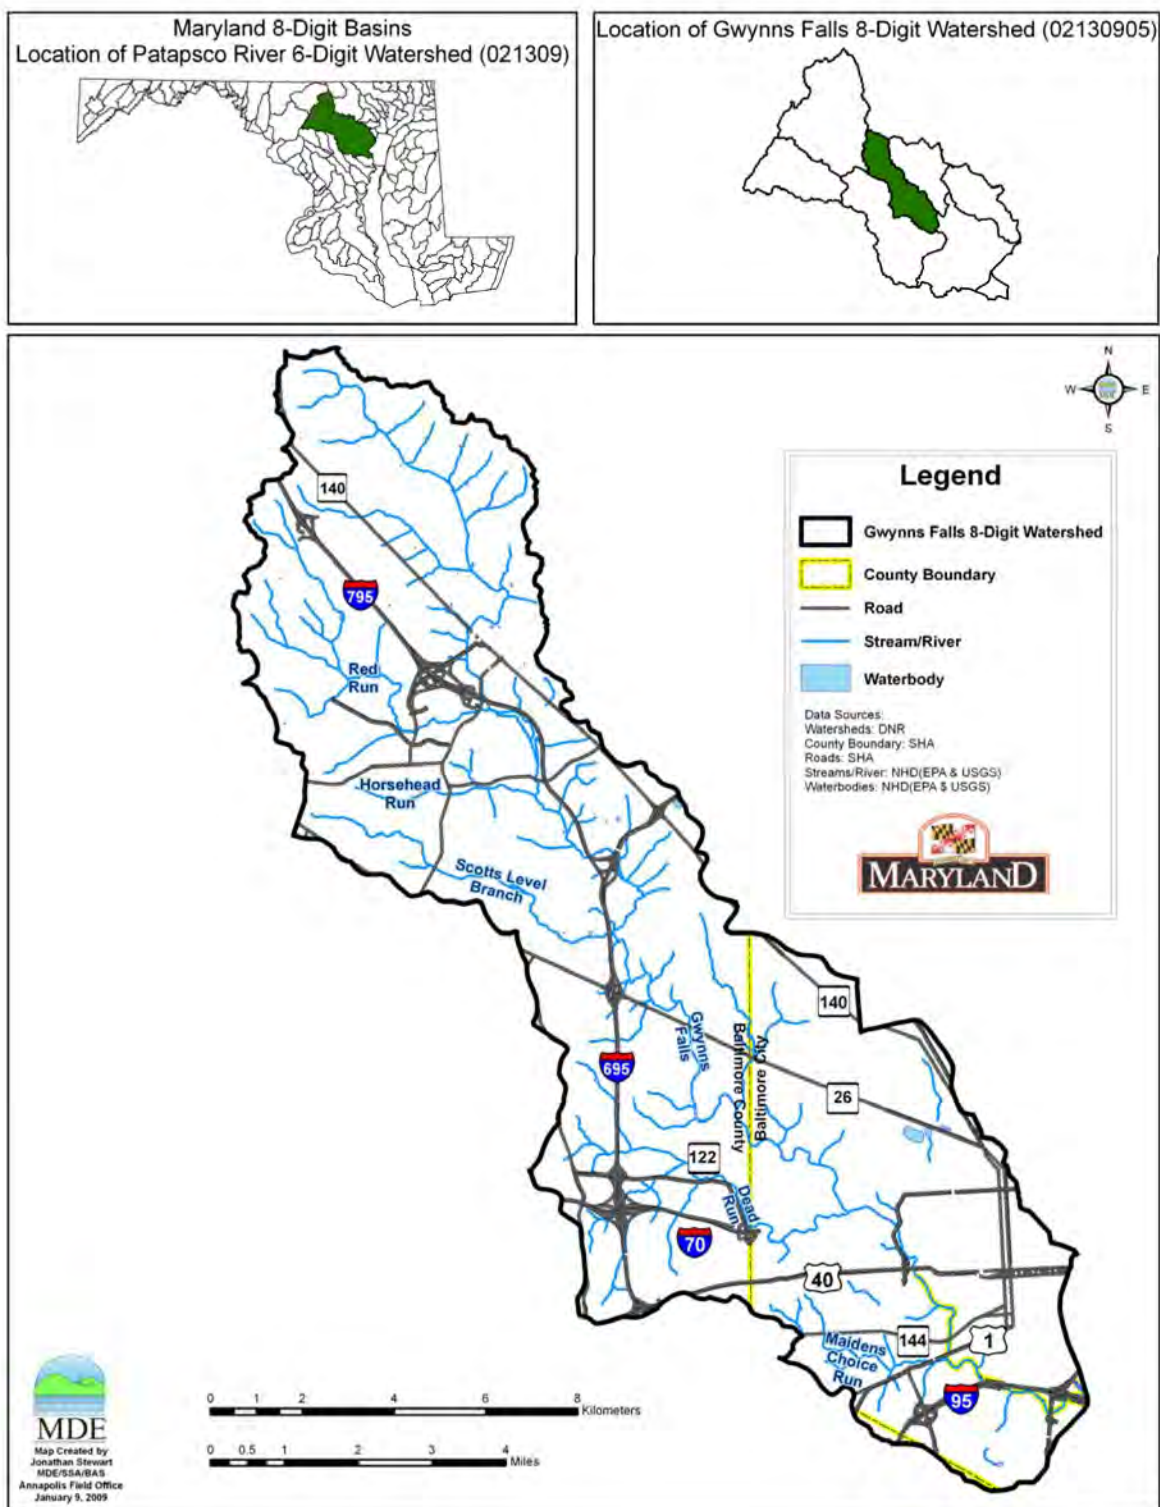 Maryland 8-Digit Basins
Location of Patapsco River 6-Digit Watershed (021309)
Location of Gwynns Falls 8-Digit Watershed (02130905)
N
W
E
S
MDE
Legend
Gwynns Falls 8-Digit Watershed
County Boundary
Road
Stream/River
Waterbody
Data Sources:
Watersheds: DNR
County Boundary: SHA
Roads: SHA
Streams/River: NHD(EPA & USGS)
Waterbodies: NHD(EPA $ USGS)
MARYLAND
140
795
Red
Run
Horsehead
Run
Scotts Level
Branch
140
Gwynns
Falls
Baltimore County
Baltimore City
695
26
122
Dead
Run
70
40
144
1
Maidens
Choice
Run
95
MDE
Map Created by
Jonathan Stewart
MDE/SSA/BAS
Annapolis Field Office
January 9, 2009
0 1 2 4 6 8
Kilometers
0 0.5 1 2 3 4
Miles